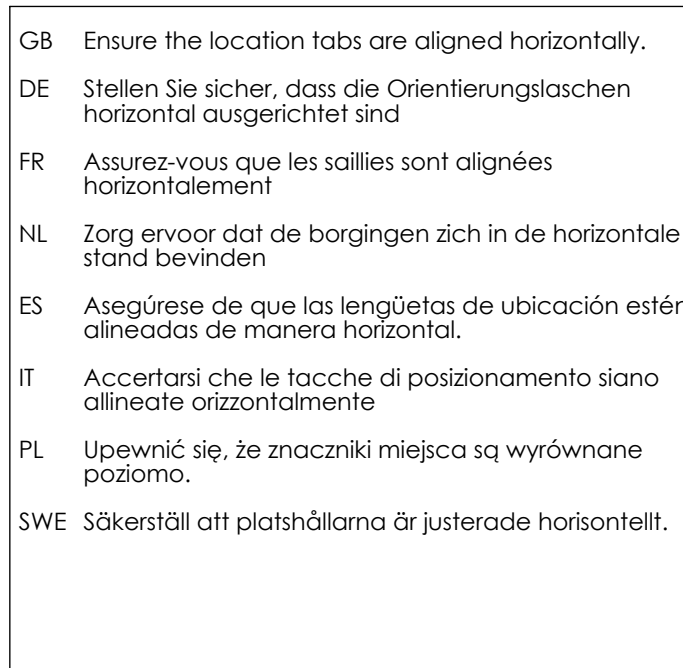 GB Ensure the location tabs are aligned horizontally.
DE Stellen Sie sicher, dass die Orientierungslaschen
horizontal ausgerichtet sind
FR Assurez-vous que les saillies sont alignées
horizontalement
NL Zorg ervoor dat de borgingen zich in de horizontale
stand bevinden
ES Asegúrese de que las lengüetas de ubicación estén
alineadas de manera horizontal.
IT Accertarsi che le tacche di posizionamento siano
allineate orizzontalmente
PL Upewnić się, że znaczniki miejsca są wyrównane
poziomo.
SWE Säkerställ att platshållarna är justerade horisontellt.